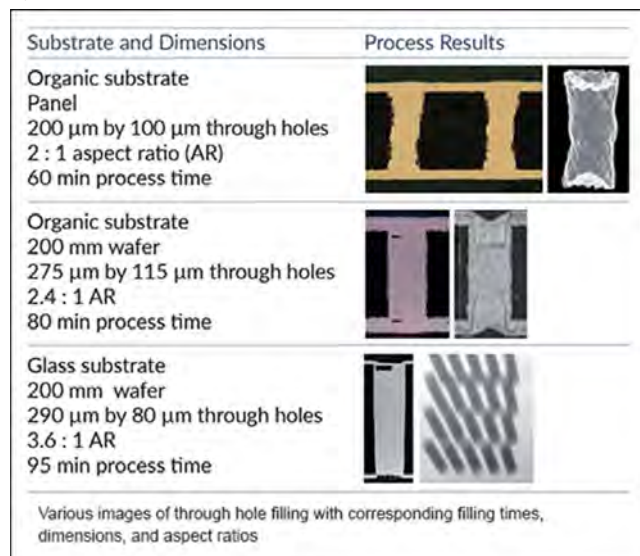 Substrate and Dimensions
Process Results
Organic substrate
Panel
200 µm by 100 µm through holes
2 : 1 aspect ratio (AR)
60 min process time
Organic substrate
200 mm wafer
275 µm by 115 µm through holes
2.4 : 1 AR
80 min process time
Glass substrate
200 mm wafer
290 µm by 80 µm through holes
3.6 : 1 AR
95 min process time
Various images of through hole filling with corresponding filling times,
dimensions, and aspect ratios